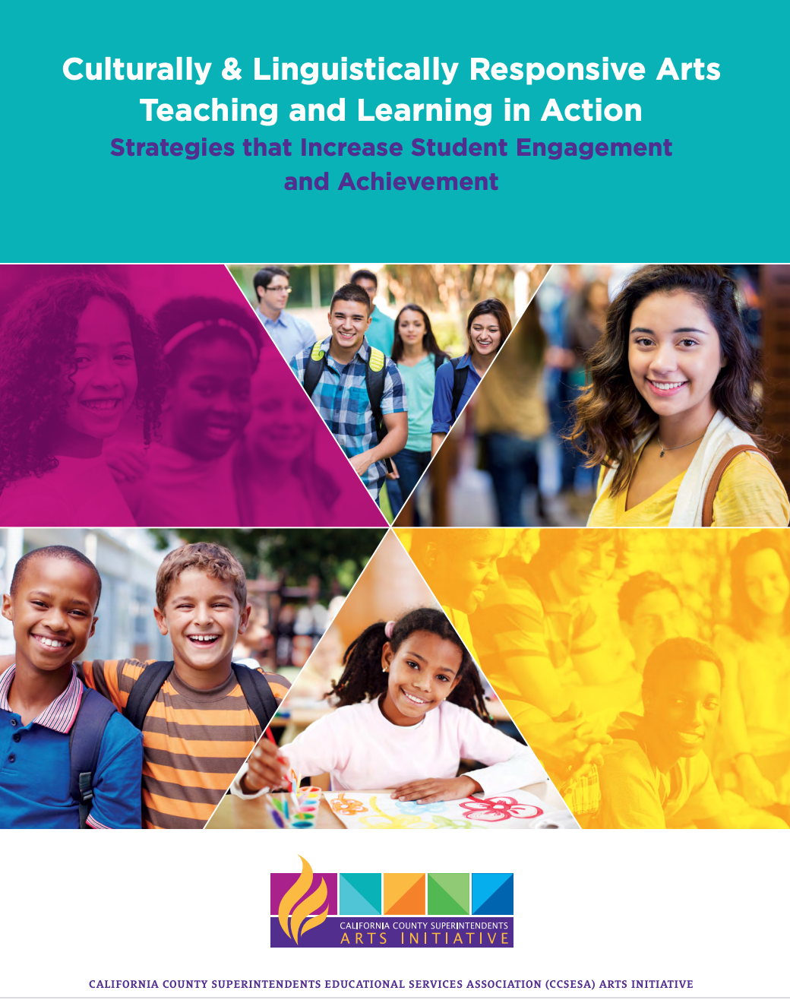 Culturally & Linguistically Responsive Arts
Teaching and Learning in Action
Strategies that Increase Student Engagement
and Achievement
CALIFORNIA COUNTY SUPERINTENDENTS
ARTS INITIATIVE
CALIFORNIA COUNTY SUPERINTENDENTS EDUCATIONAL SERVICES ASSOCIATION (CCSESA) ARTS INITIATIVE